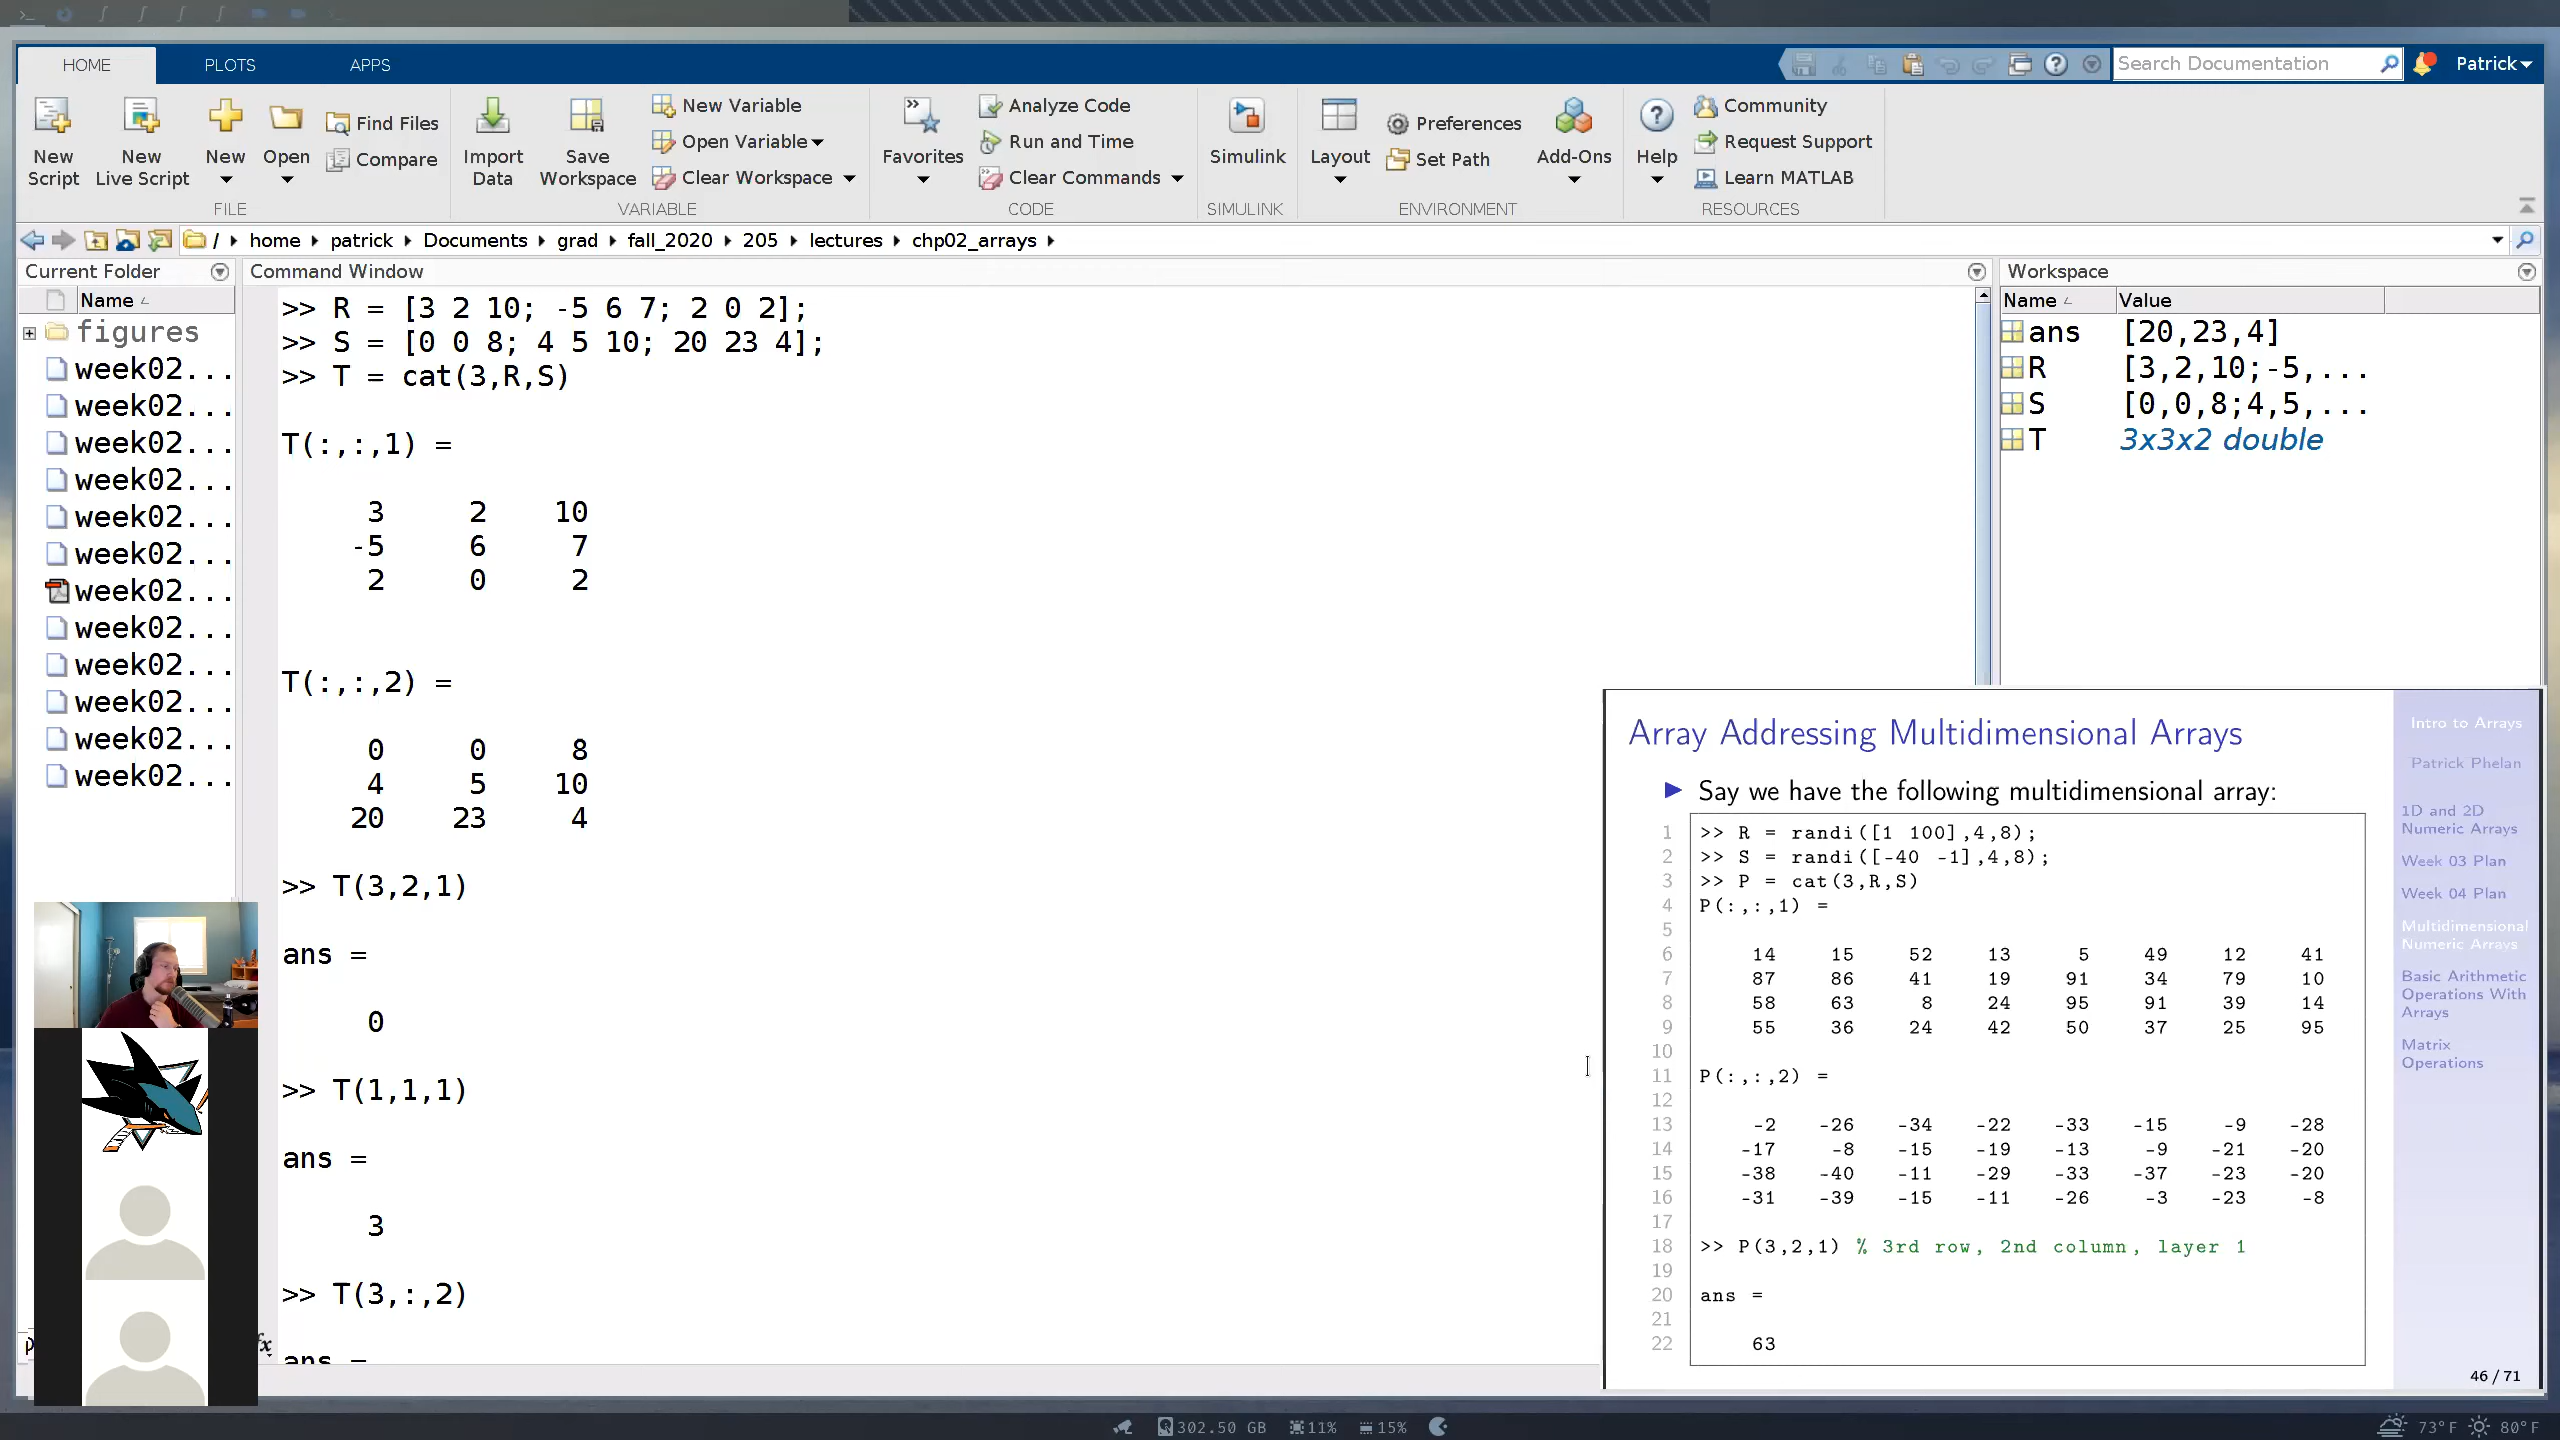 HOME PLOTS APPS Search Documentation Patrick
New Script
New Live Script
New
Open
Find Files
Compare
FILE
Import Data
Save Workspace
New Variable
Open Variable
Clear Workspace
VARIABLE
Favorites
Analyze Code
Run and Time
Clear Commands
CODE
Simulink
SIMULINK
Layout
Preferences
Set Path
Add-Ons
ENVIRONMENT
Help
Community
Request Support
Learn MATLAB
RESOURCES
/ home patrick Documents grad fall_2020 205 lectures chp02_arrays
Current Folder
Name
figures
week02...
week02...
week02...
week02...
week02...
week02...
week02...
week02...
week02...
week02...
week02...
week02...
Command Window
>> R = [3 2 10; -5 6 7; 2 0 2];
>> S = [0 0 8; 4 5 10; 20 23 4];
>> T = cat(3,R,S)
T(:,:,1) =
3 2 10
-5 6 7
2 0 2
T(:,:,2) =
0 0 8
4 5 10
20 23 4
>> T(3,2,1)
ans =
0
>> T(1,1,1)
ans =
3
>> T(3,:,2)
ans =
fx
Workspace
Name Value
ans [20,23,4]
R [3,2,10;-5,...
S [0,0,8;4,5,...
T 3x3x2 double
Array Addressing Multidimensional Arrays
Say we have the following multidimensional array:
1 >> R = randi([1 100],4,8);
2 >> S = randi([-40 -1],4,8);
3 >> P = cat(3,R,S)
4 P(:,:,1) =
5
6 14 15 52 13 5 49 12 41
7 87 86 41 19 91 34 79 10
8 58 63 8 24 95 91 39 14
9 55 36 24 42 50 37 25 95
10
11 P(:,:,2) =
12
13 -2 -26 -34 -22 -33 -15 -9 -28
14 -17 -8 -15 -19 -13 -9 -21 -20
15 -38 -40 -11 -29 -33 -37 -23 -20
16 -31 -39 -15 -11 -26 -3 -23 -8
17
18 >> P(3,2,1) % 3rd row, 2nd column, layer 1
19
20 ans =
21
22 63
Intro to Arrays
Patrick Phelan
1D and 2D
Numeric Arrays
Week 03 Plan
Week 04 Plan
Multidimensional
Numeric Arrays
Basic Arithmetic
Operations With
Arrays
Matrix
Operations
46 / 71
302.50 GB 11% 15% 73°F 80°F